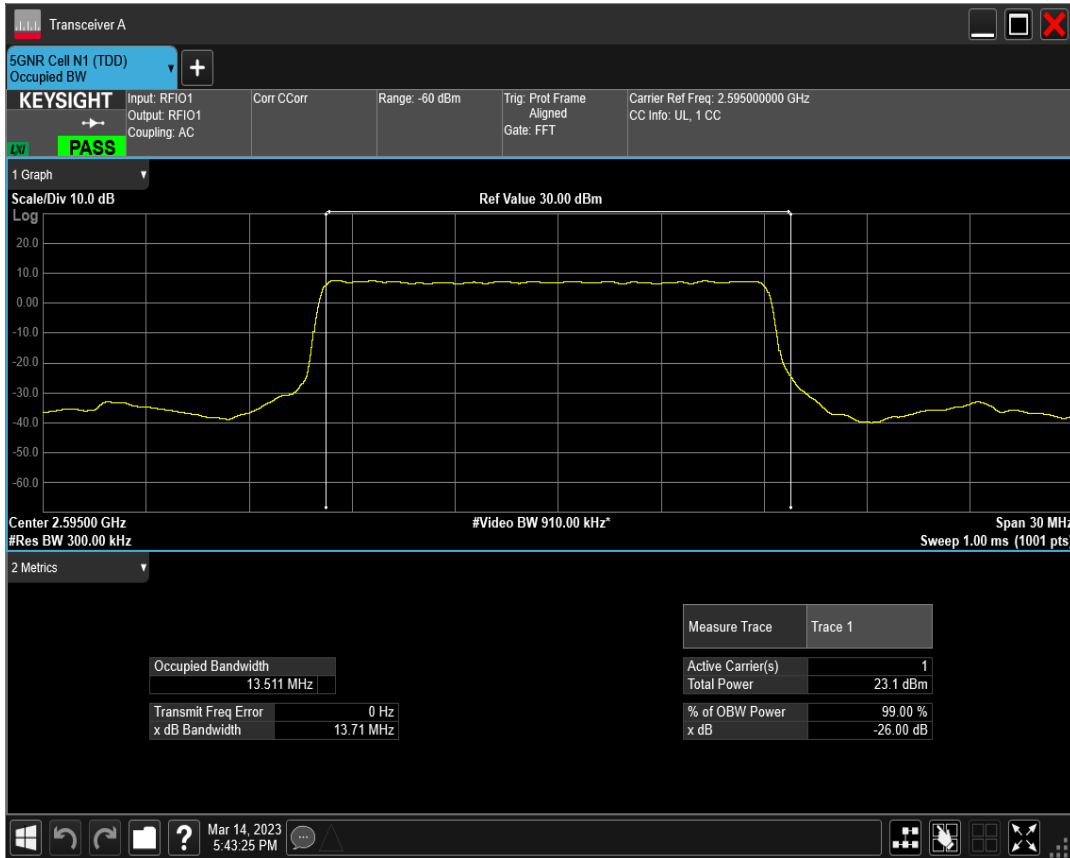 Transceiver A
5GNR Cell N1 (TDD)
Occupied BW
+
KEYSIGHT
LXI
PASS
Input: RFIO1
Output: RFIO1
Coupling: AC
Corr CCorr
Range: -60 dBm
Trig: Prot Frame
Aligned
Gate: FFT
Carrier Ref Freq: 2.595000000 GHz
CC Info: UL, 1 CC
1 Graph
Scale/Div 10.0 dB
Ref Value 30.00 dBm
Log
20.0
10.0
0.00
-10.0
-20.0
-30.0
-40.0
-50.0
-60.0
Center 2.59500 GHz
#Video BW 910.00 kHz*
Span 30 MHz
#Res BW 300.00 kHz
Sweep 1.00 ms (1001 pts)
2 Metrics
Measure Trace Trace 1
Occupied Bandwidth
13.511 MHz
Transmit Freq Error 0 Hz
x dB Bandwidth 13.71 MHz
Active Carrier(s) 1
Total Power 23.1 dBm
% of OBW Power 99.00 %
x dB -26.00 dB
?
Mar 14, 2023
5:43:25 PM